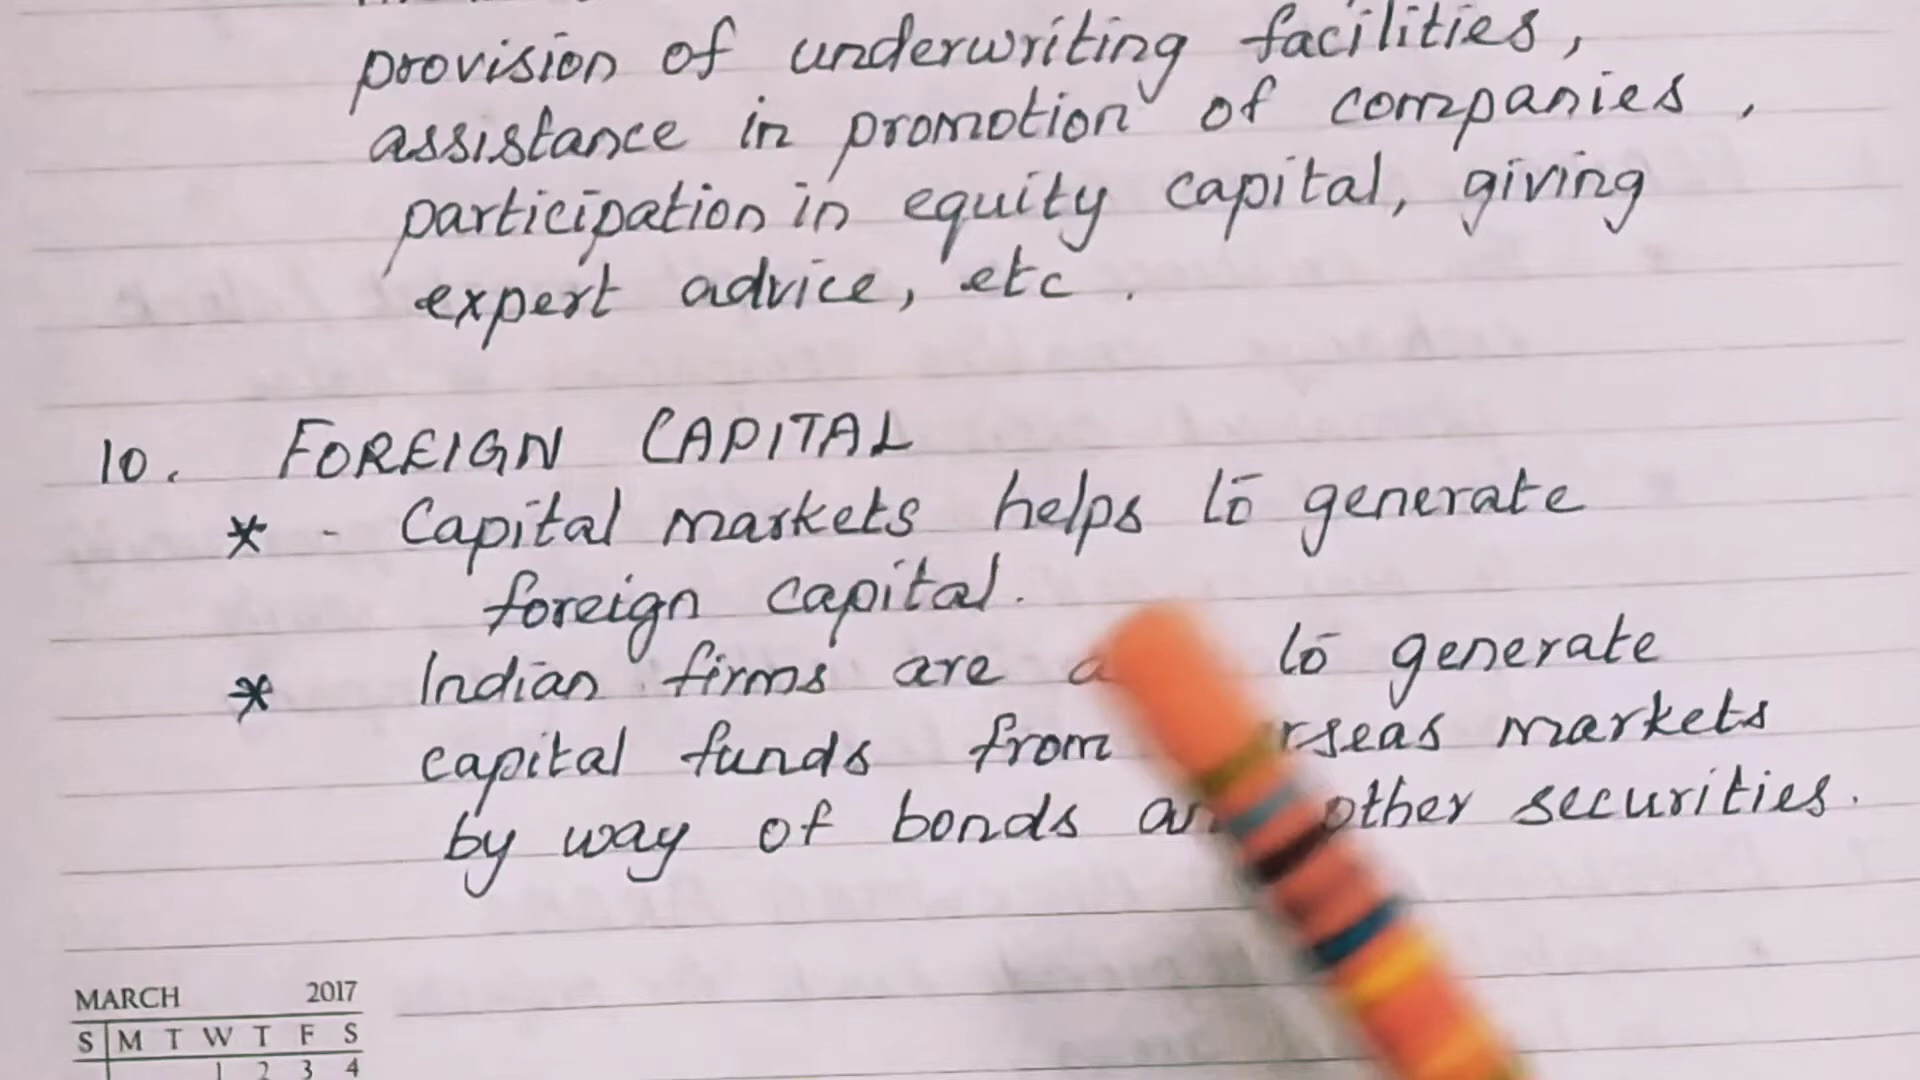 provision of underwriting facilities,
assistance in promotion of companies,
participation in equity capital, giving
expert advice, etc.
10. FOREIGN CAPITAL
* - Capital markets helps to generate
foreign capital.
* Indian firms are to generate
capital funds from markets
by way of bonds other securities.
MARCH 2017
S M T W T F S
1 2 3 4